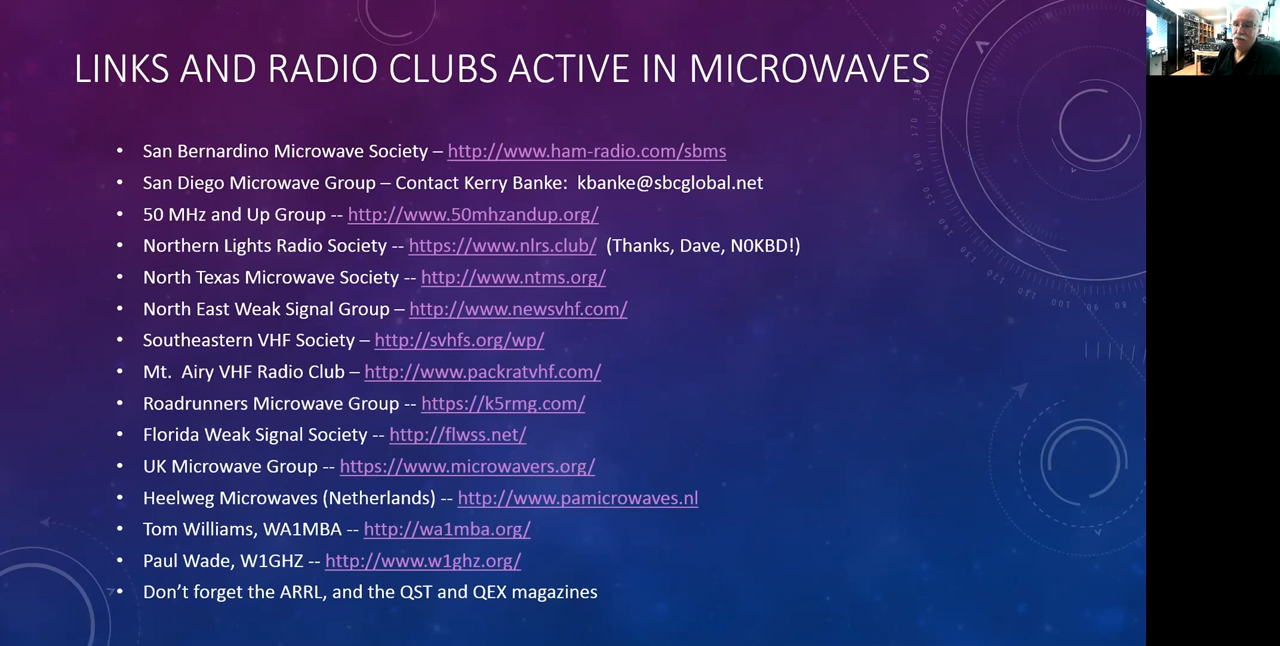 LINKS AND RADIO CLUBS ACTIVE IN MICROWAVES
• San Bernardino Microwave Society – http://www.ham-radio.com/sbms
• San Diego Microwave Group – Contact Kerry Banke: kbanke@sbcglobal.net
• 50 MHz and Up Group -- http://www.50mhzandup.org/
• Northern Lights Radio Society -- https://www.nlrs.club/ (Thanks, Dave, N0KBD!)
• North Texas Microwave Society -- http://www.ntms.org/
• North East Weak Signal Group – http://www.newsvhf.com/
• Southeastern VHF Society – http://svhfs.org/wp/
• Mt. Airy VHF Radio Club – http://www.packratvhf.com/
• Roadrunners Microwave Group -- https://k5rmg.com/
• Florida Weak Signal Society -- http://flwss.net/
• UK Microwave Group -- https://www.microwavers.org/
• Heelweg Microwaves (Netherlands) -- http://www.pamicrowaves.nl
• Tom Williams, WA1MBA -- http://wa1mba.org/
• Paul Wade, W1GHZ -- http://www.w1ghz.org/
• Don’t forget the ARRL, and the QST and QEX magazines